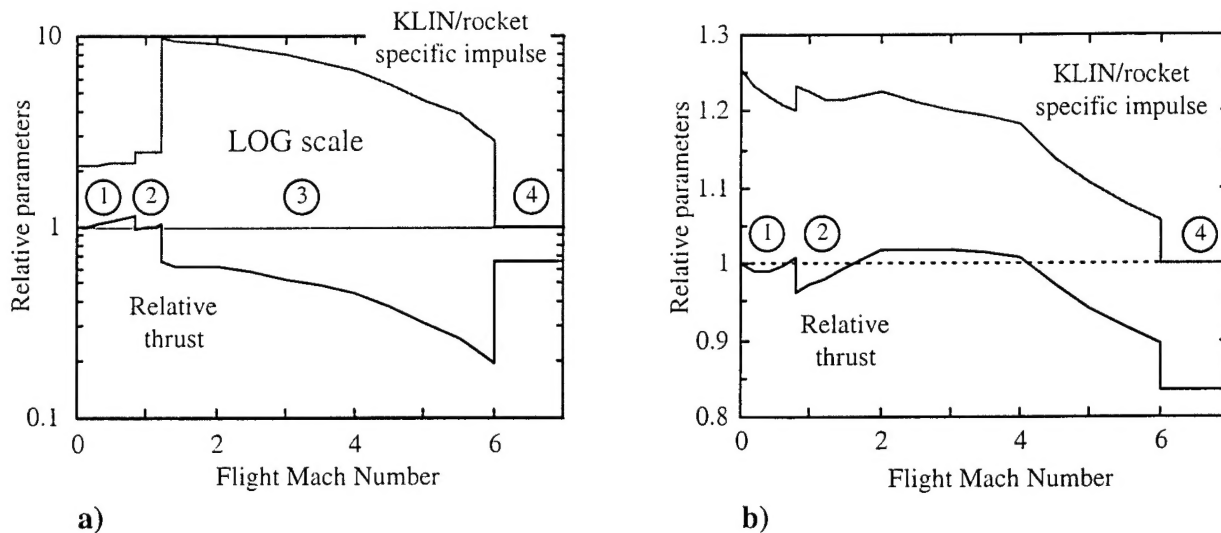 KLIN/rocket
specific impulse
10
1
0.1
Relative parameters
LOG scale
1
2
3
4
Relative
thrust
0
2
4
6
Flight Mach Number
a)
1.3
1.2
1.1
1
0.9
0.8
Relative parameters
KLIN/rocket
specific impulse
1
2
4
Relative
thrust
0
2
4
6
Flight Mach Number
b)